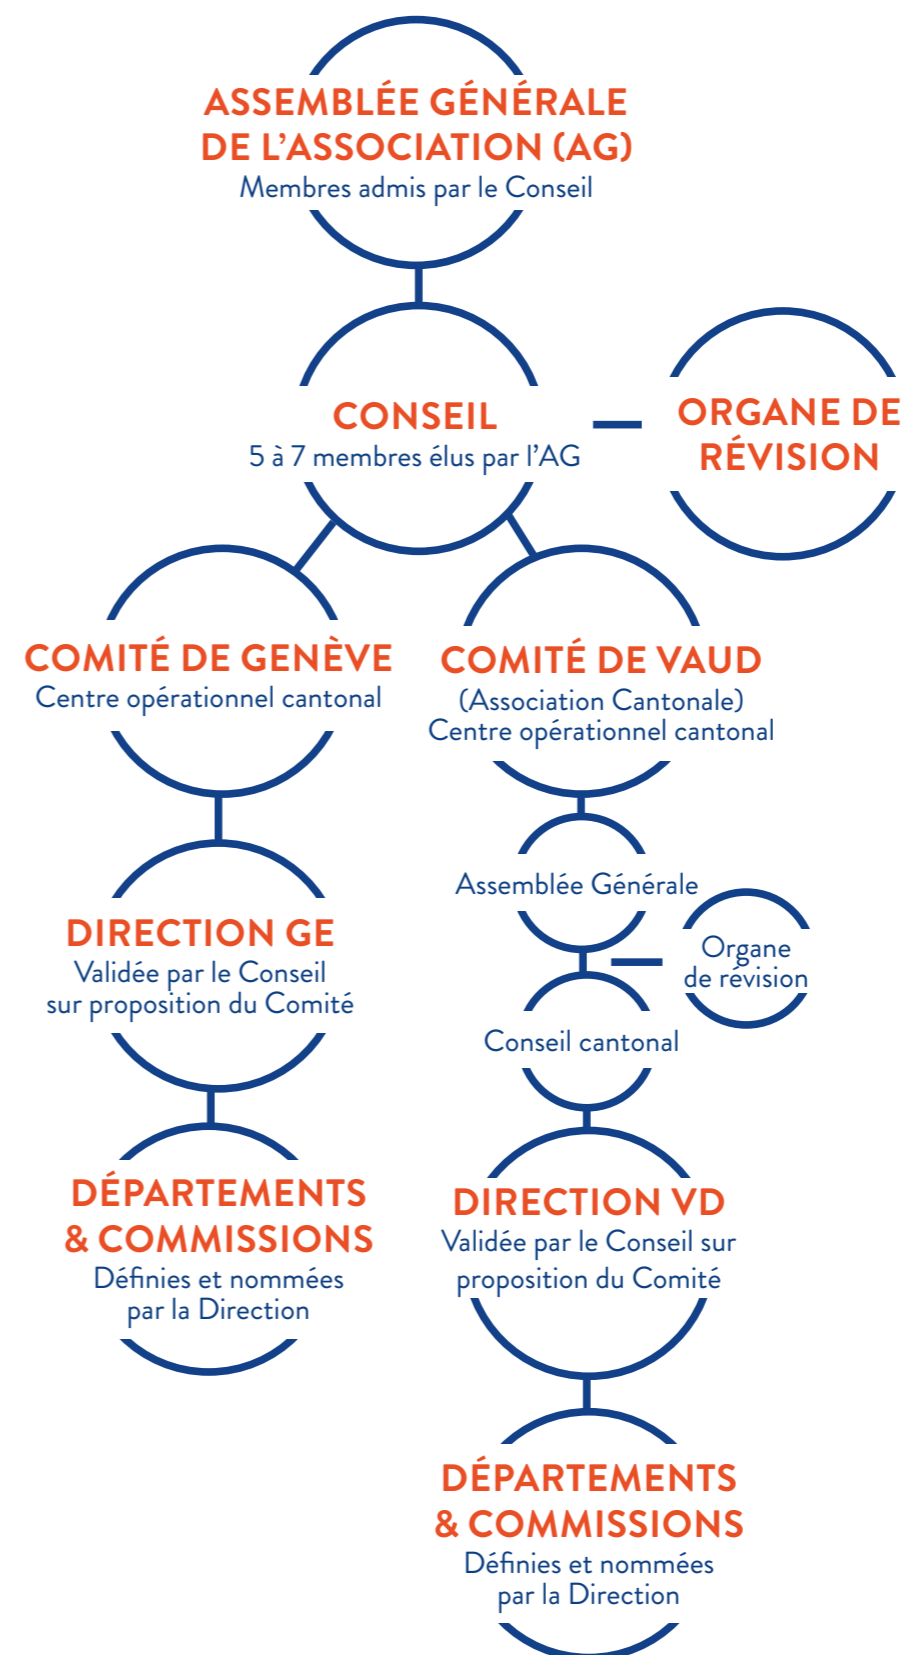 ASSEMBLÉE GÉNÉRALE
DE L’ASSOCIATION (AG)
Membres admis par le Conseil
CONSEIL
5 à 7 membres élus par l’AG
ORGANE DE
RÉVISION
COMITÉ DE GENÈVE
Centre opérationnel cantonal
COMITÉ DE VAUD
(Association Cantonale)
Centre opérationnel cantonal
Assemblée Générale
Organe
de révision
Conseil cantonal
DIRECTION GE
Validée par le Conseil
sur proposition du Comité
DÉPARTEMENTS
& COMMISSIONS
Définies et nommées
par la Direction
DIRECTION VD
Validée par le Conseil sur
proposition du Comité
DÉPARTEMENTS
& COMMISSIONS
Définies et nommées
par la Direction